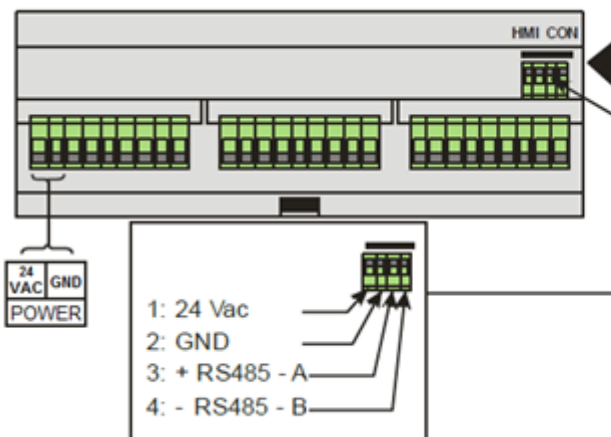 HMI CON
24
VAC
GND
POWER
1: 24 Vac
2: GND
3: + RS485 - A
4: - RS485 - B